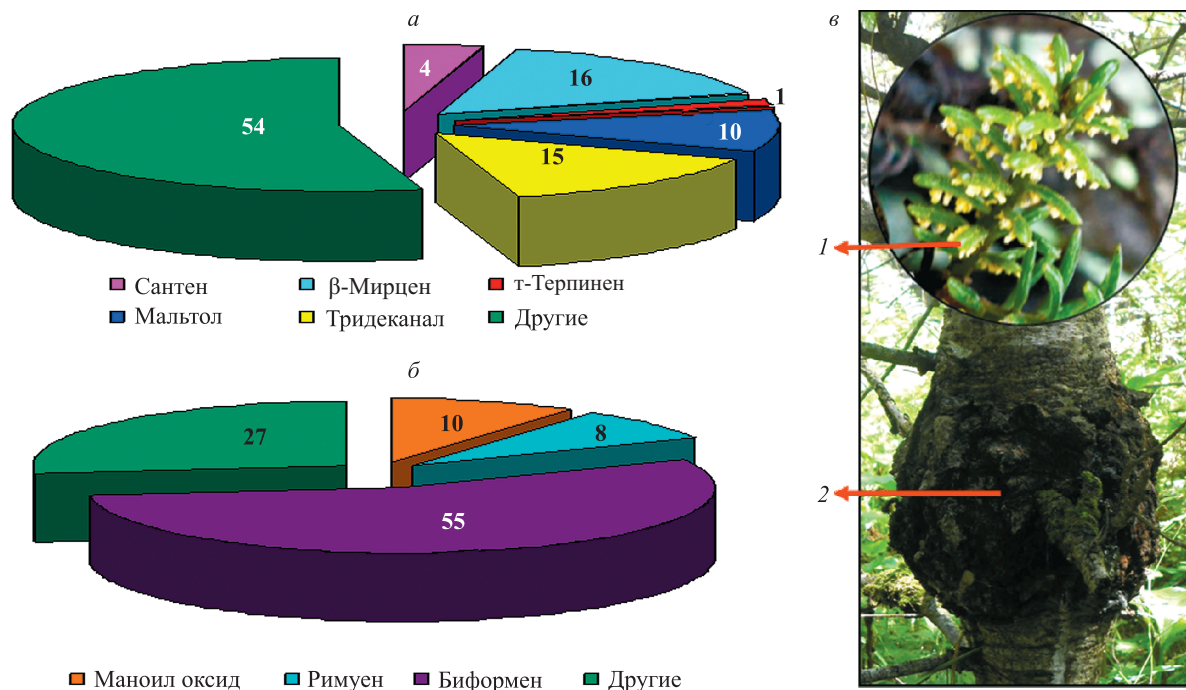 а
4
16
1
10
15
54
Сантен
β-Мирцен
т-Терпинен
Мальтол
Тридеканал
Другие
б
10
8
27
55
Маноил оксид
Римуен
Биформен
Другие
в
1
2